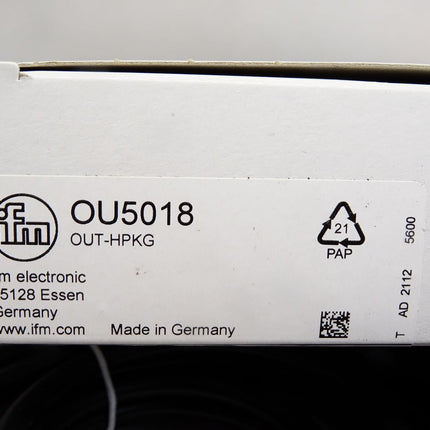 ifm
OU5018
OUT-HPKG
m electronic
5128 Essen
Germany
www.ifm.com
Made in Germany
21
PAP
T AD 2112 5600